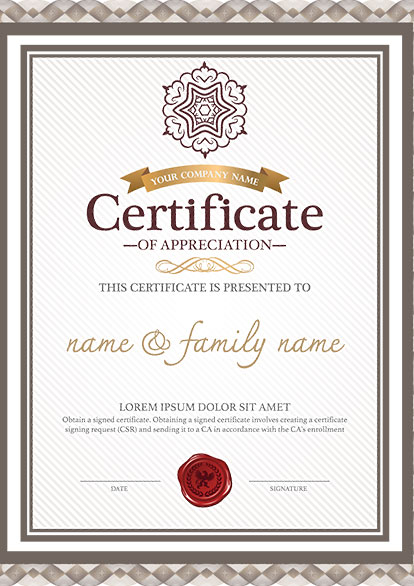 YOUR COMPANY NAME
Certificate
OF APPRECIATION
THIS CERTIFICATE IS PRESENTED TO
name & family name
LOREM IPSUM DOLOR SIT AMET
Obtain a signed certificate. Obtaining a signed certificate involves creating a certificate
signing request (CSR) and sending it to a CA in accordance with the CA's enrollment
DATE
SIGNATURE